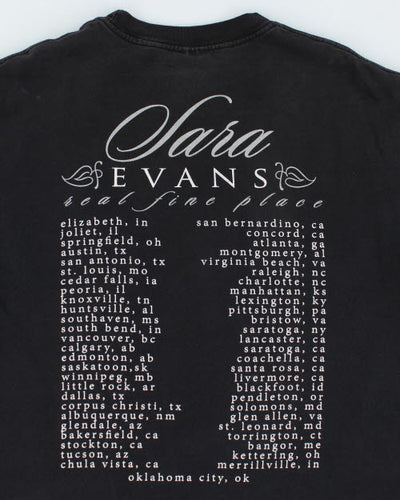 Sara
EVANS
real fine place
elizabeth, in
joliet, il
springfield, oh
austin, tx
san antonio, tx
st. louis, mo
cedar falls, ia
peoria, il
knoxville, tn
huntsville, al
southaven, ms
south bend, in
vancouver, bc
calgary, ab
edmonton, ab
saskatoon,sk
winnipeg, mb
little rock, ar
dallas, tx
corpus christi, tx
albuquerque, nm
glendale, az
bakersfield, ca
stockton, ca
tucson, az
chula vista, ca
san bernardino, ca
concord, ca
atlanta, ga
montgomery, al
virginia beach, va
raleigh, nc
charlotte, nc
manhattan, ks
lexington, ky
pittsburgh, pa
bristow, va
saratoga, ny
lancaster, ca
saratoga, ca
coachella, ca
santa rosa, ca
livermore, ca
blackfoot, id
pendleton, or
solomons, md
glen allen, va
st. leonard, md
torrington, ct
bangor, me
kettering, oh
merrillville, in
oklahoma city, ok